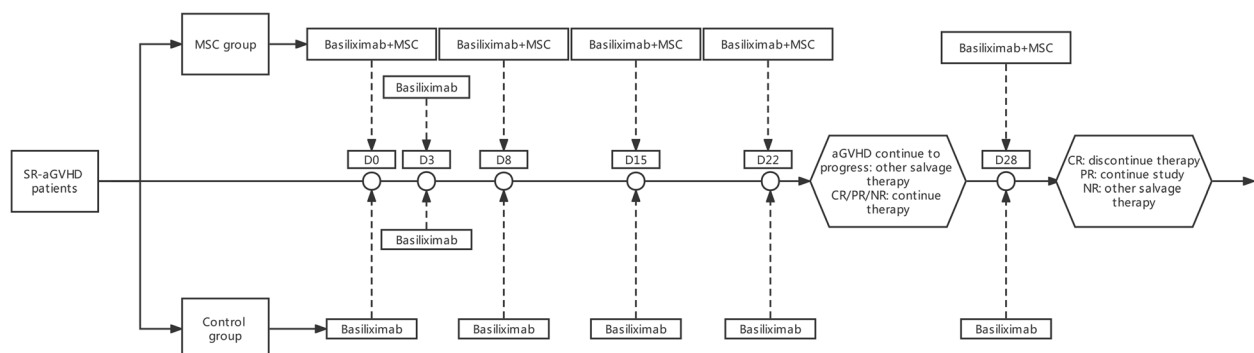 MSC group
Basiliximab+MSC
Basiliximab+MSC
Basiliximab+MSC
Basiliximab+MSC
Basiliximab+MSC
Basiliximab
SR-aGVHD
patients
D0
D3
D8
D15
D22
aGVHD continue to
progress: other salvage
therapy
CR/PR/NR: continue
therapy
D28
CR: discontinue therapy
PR: continue study
NR: other salvage
therapy
Basiliximab
Control
group
Basiliximab
Basiliximab
Basiliximab
Basiliximab
Basiliximab